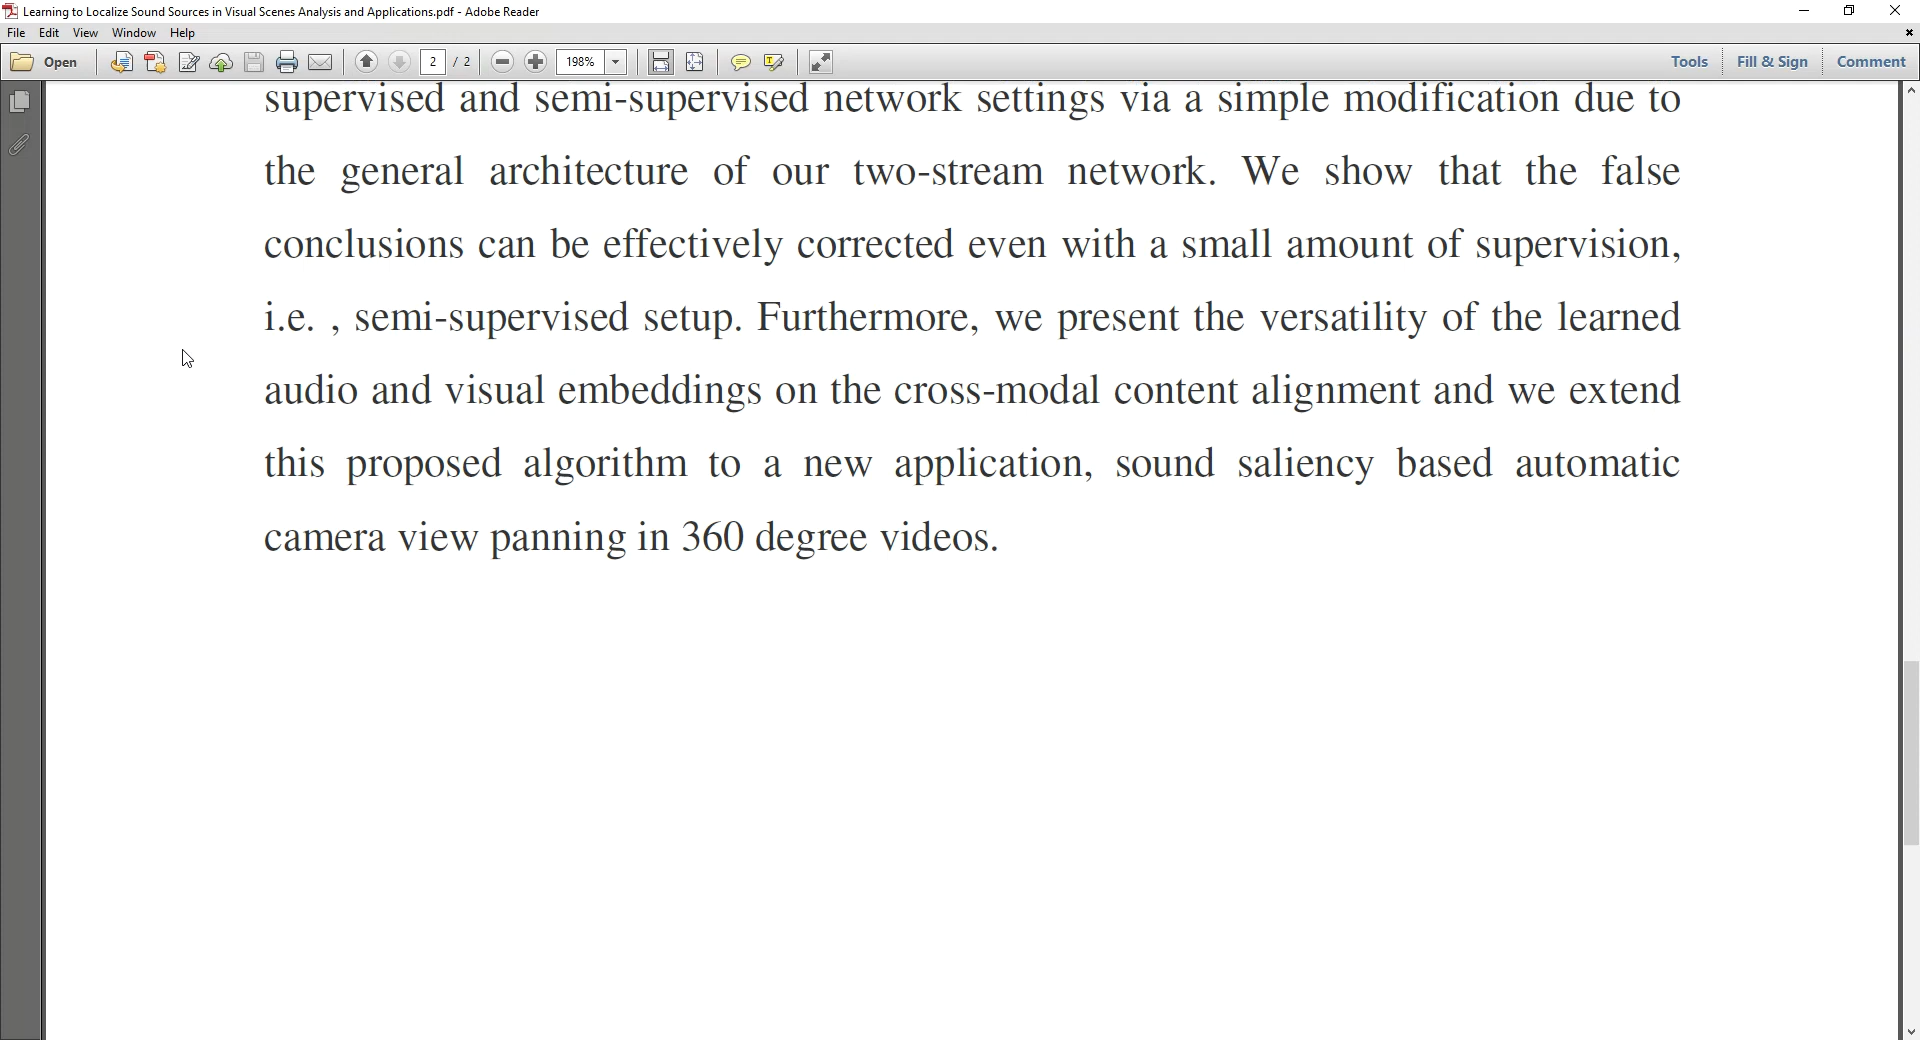 Learning to Localize Sound Sources in Visual Scenes Analysis and Applications.pdf - Adobe Reader
File Edit View Window Help
Open 2 / 2 198% Tools Fill & Sign Comment
supervised and semi-supervised network settings via a simple modification due to
the general architecture of our two-stream network. We show that the false
conclusions can be effectively corrected even with a small amount of supervision,
i.e. , semi-supervised setup. Furthermore, we present the versatility of the learned
audio and visual embeddings on the cross-modal content alignment and we extend
this proposed algorithm to a new application, sound saliency based automatic
camera view panning in 360 degree videos.